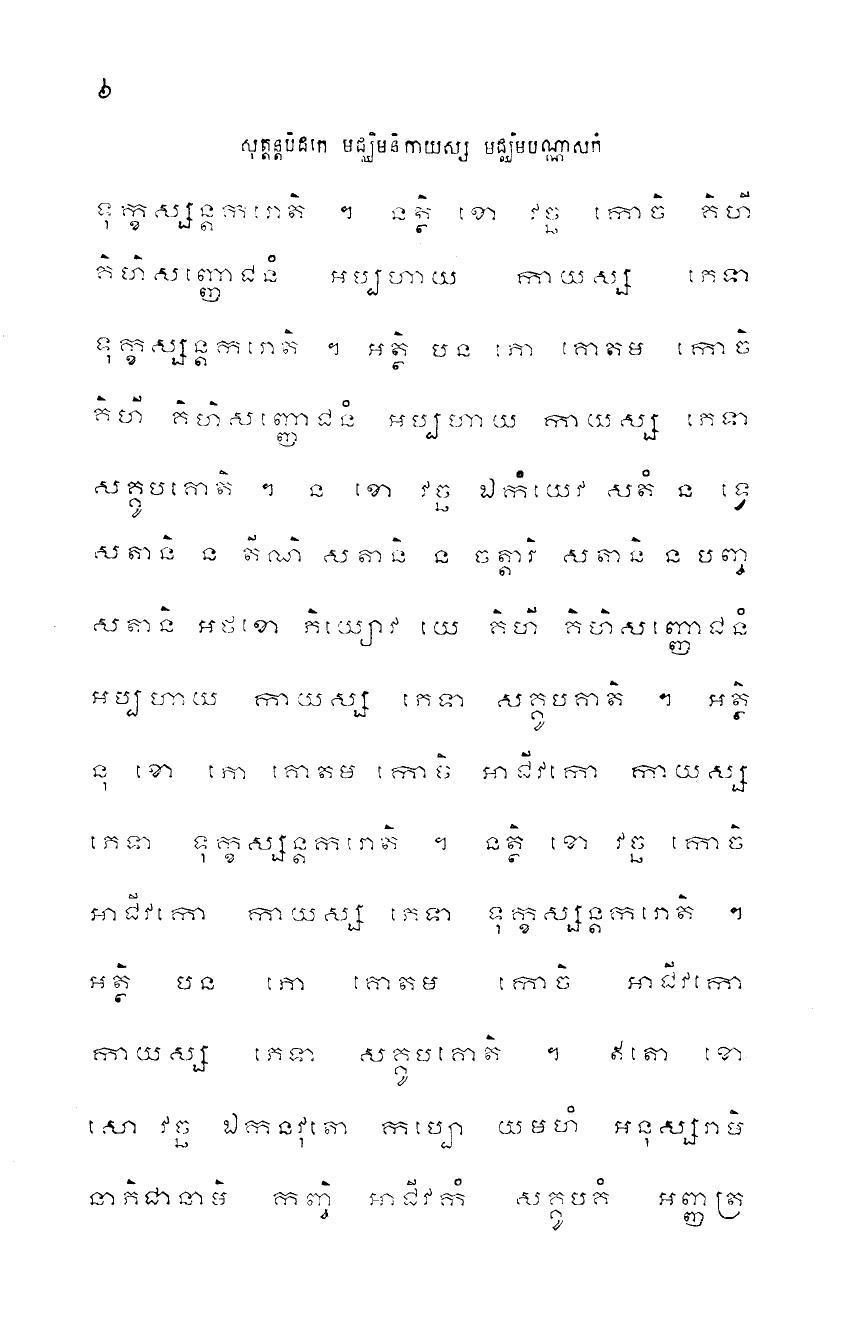 ៦
សុត្តន្តបិដកេ មជ្ឈិមនិកាយស្ស មជ្ឈិមបណ្ណាសកំ
ទុក្ខស្សន្តករោតិ ។ នត្ថិ ខោ វច្ឆ កោចិ គិហី
គិហិសញ្ញោជនំ អប្បហាយ កាយស្ស ភេទា
ទុក្ខស្សន្តករោតិ ។ អត្ថិ បន ភោ គោតម កោចិ
គិហី គិហិសញ្ញោជនំ អប្បហាយ កាយស្ស ភេទា
សគ្គូបគោតិ ។ ន ខោ វច្ឆ ឯកំយេវ សតំ ន ទ្វេ
សតានិ ន តីណិ សតានិ ន ចត្តារិ សតានិ ន បញ្ច
សតានិ អថខោ ភិយ្យោវ យេ គិហី គិហិសញ្ញោជនំ
អប្បហាយ កាយស្ស ភេទា សគ្គូបគាតិ ។ អត្ថិ
នុ ខោ ភោ គោតម កោចិ អាជីវកោ កាយស្ស
ភេទា ទុក្ខស្សន្តករោតិ ។ នត្ថិ ខោ វច្ឆ កោចិ
អាជីវកោ កាយស្ស ភេទា ទុក្ខស្សន្តករោតិ ។
អត្ថិ បន ភោ គោតម កោចិ អាជីវកោ
កាយស្ស ភេទា សគ្គូបគោតិ ។ ឥតោ ខោ
សោ វច្ឆ ឯកនវុតោ កប្បោ យមហំ អនុស្សរាមិ
នាភិជានាមិ កញ្ចិ អាជីវកំ សគ្គូបគំ អញ្ញត្រ